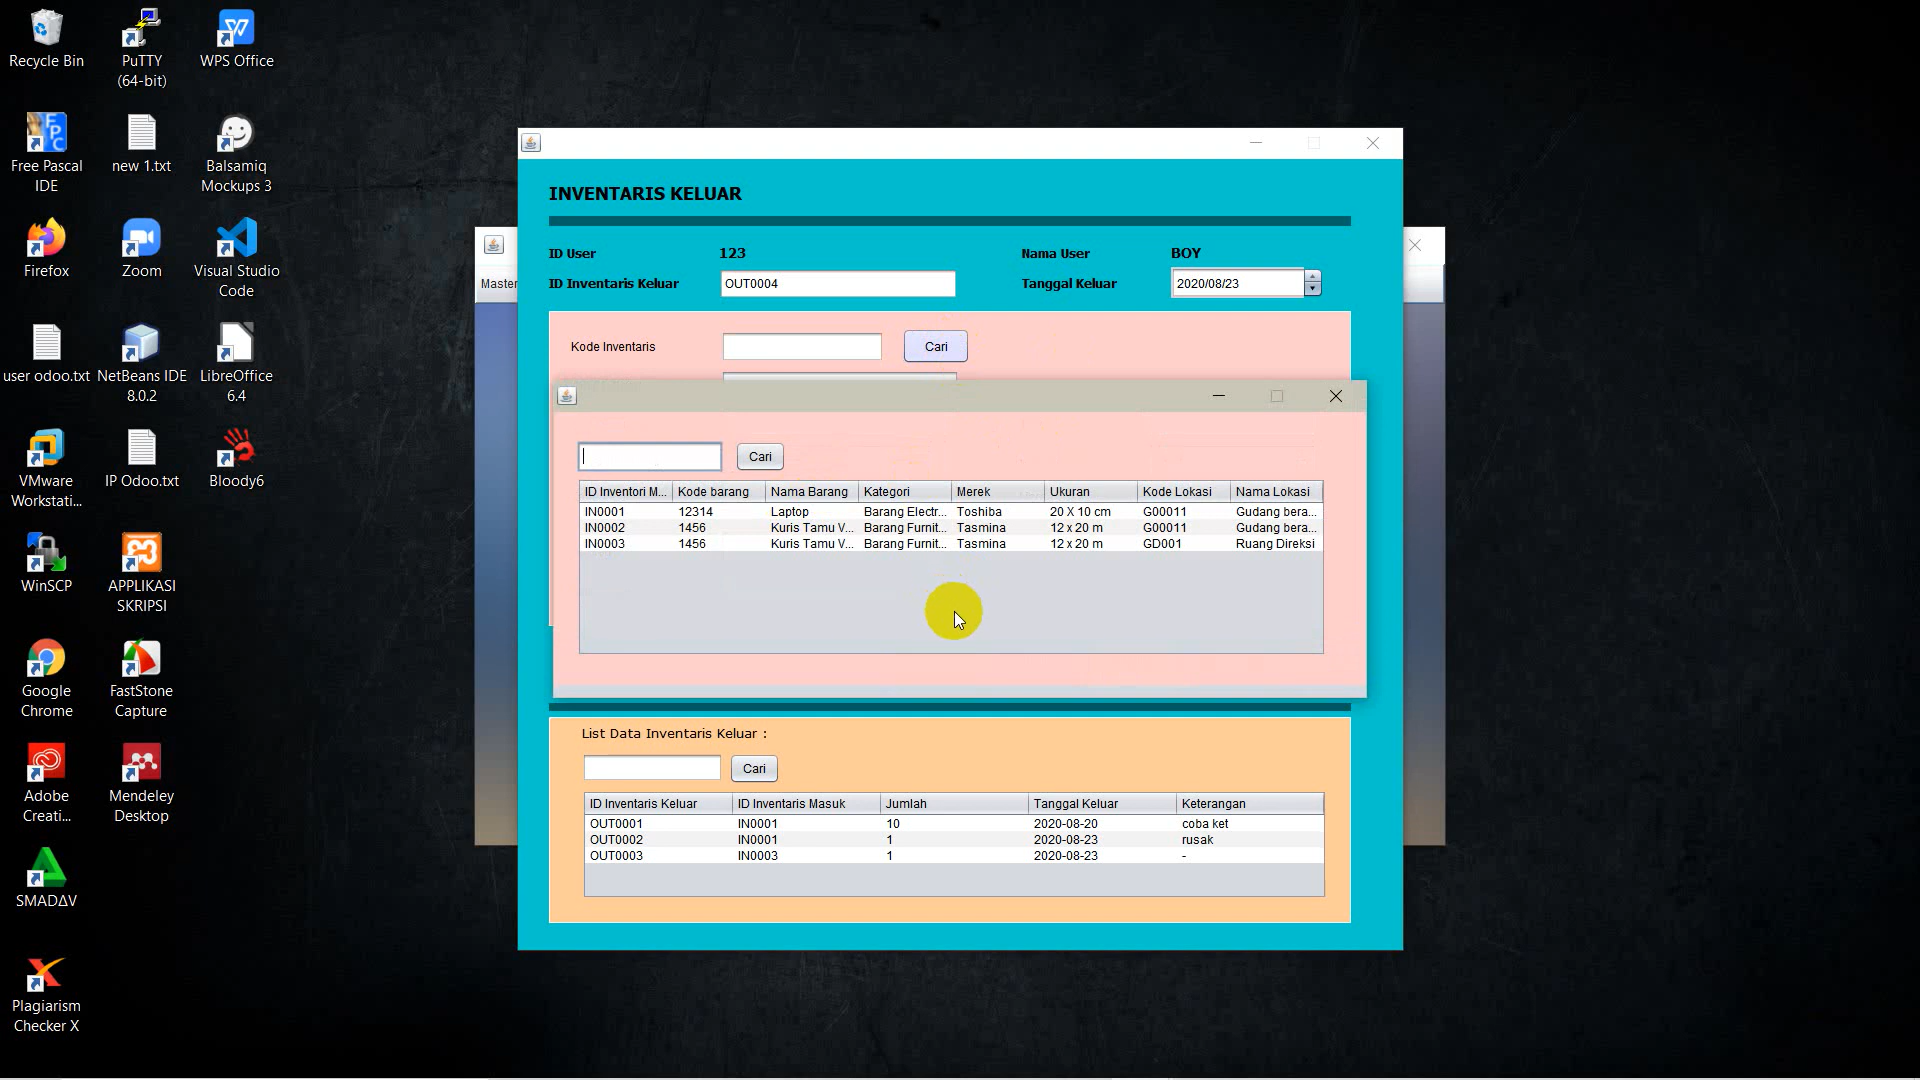 Recycle Bin
PuTTY
(64-bit)
WPS Office
Free Pascal
IDE
new 1.txt
Balsamiq
Mockups 3
Firefox
Zoom
Visual Studio
Code
user odoo.txt
NetBeans IDE
8.0.2
LibreOffice
6.4
VMware
Workstati...
IP Odoo.txt
Bloody6
WinSCP
APPLIKASI
SKRIPSI
Google
Chrome
FastStone
Capture
Adobe
Creati...
Mendeley
Desktop
SMADΔV
Plagiarism
Checker X
Master
INVENTARIS KELUAR
ID User 123 Nama User BOY
ID Inventaris Keluar OUT0004 Tanggal Keluar 2020/08/23
Kode Inventaris Cari
Cari
ID Inventori M... Kode barang Nama Barang Kategori Merek Ukuran Kode Lokasi Nama Lokasi
IN0001 12314 Laptop Barang Electr... Toshiba 20 X 10 cm G00011 Gudang bera...
IN0002 1456 Kuris Tamu V... Barang Furnit... Tasmina 12 x 20 m G00011 Gudang bera...
IN0003 1456 Kuris Tamu V... Barang Furnit... Tasmina 12 x 20 m GD001 Ruang Direksi
List Data Inventaris Keluar :
Cari
ID Inventaris Keluar ID Inventaris Masuk Jumlah Tanggal Keluar Keterangan
OUT0001 IN0001 10 2020-08-20 coba ket
OUT0002 IN0001 1 2020-08-23 rusak
OUT0003 IN0003 1 2020-08-23 -